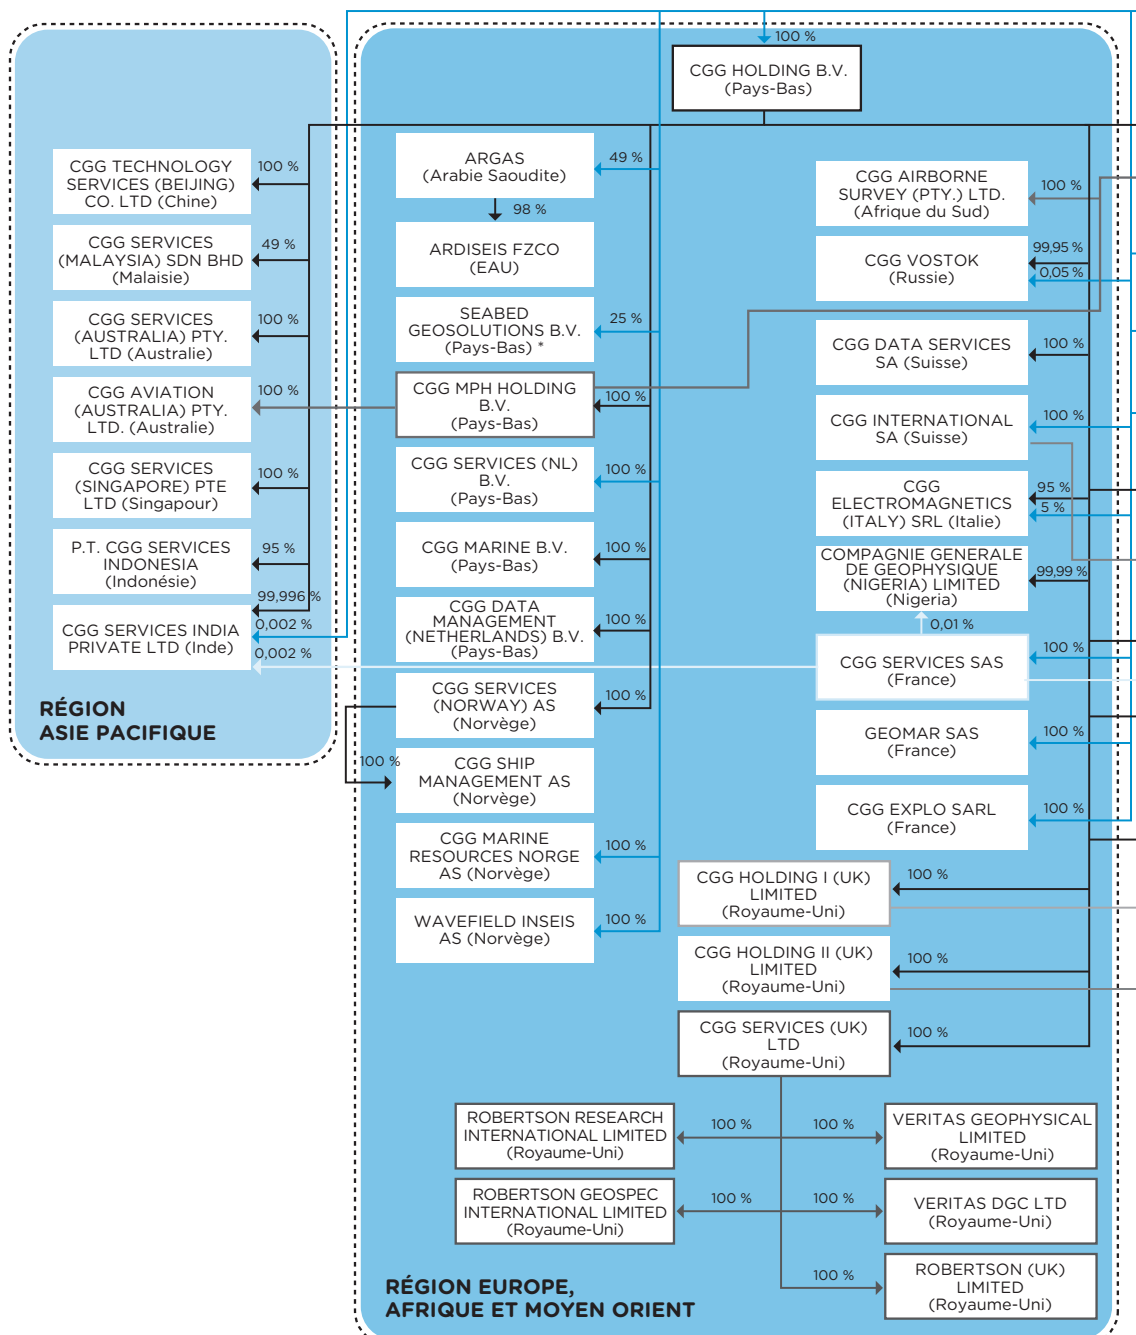 100 %
CGG HOLDING B.V.
(Pays-Bas)
CGG TECHNOLOGY
SERVICES (BEIJING)
CO. LTD (Chine)
100 %
CGG SERVICES
(MALAYSIA) SDN BHD
(Malaisie)
49 %
CGG SERVICES
(AUSTRALIA) PTY.
LTD (Australie)
100 %
CGG AVIATION
(AUSTRALIA) PTY.
LTD. (Australie)
100 %
CGG SERVICES
(SINGAPORE) PTE
LTD (Singapour)
100 %
P.T. CGG SERVICES
INDONESIA
(Indonésie)
95 %
99,996 %
CGG SERVICES INDIA
PRIVATE LTD (Inde)
0,002 %
0,002 %
RÉGION
ASIE PACIFIQUE
ARGAS
(Arabie Saoudite)
49 %
98 %
ARDISEIS FZCO
(EAU)
SEABED
GEOSOLUTIONS B.V.
(Pays-Bas) *
25 %
CGG MPH HOLDING
B.V.
(Pays-Bas)
100 %
CGG SERVICES (NL)
B.V.
(Pays-Bas)
100 %
CGG MARINE B.V.
(Pays-Bas)
100 %
CGG DATA
MANAGEMENT
(NETHERLANDS) B.V.
(Pays-Bas)
100 %
CGG SERVICES
(NORWAY) AS
(Norvège)
100 %
100 %
CGG SHIP
MANAGEMENT AS
(Norvège)
CGG MARINE
RESOURCES NORGE
AS (Norvège)
100 %
WAVEFIELD INSEIS
AS (Norvège)
100 %
CGG AIRBORNE
SURVEY (PTY.) LTD.
(Afrique du Sud)
100 %
CGG VOSTOK
(Russie)
99,95 %
0,05 %
CGG DATA SERVICES
SA (Suisse)
100 %
CGG INTERNATIONAL
SA (Suisse)
100 %
CGG
ELECTROMAGNETICS
(ITALY) SRL (Italie)
95 %
5 %
COMPAGNIE GENERALE
DE GEOPHYSIQUE
(NIGERIA) LIMITED
(Nigeria)
99,99 %
0,01 %
CGG SERVICES SAS
(France)
100 %
GEOMAR SAS
(France)
100 %
CGG EXPLO SARL
(France)
100 %
CGG HOLDING I (UK)
LIMITED
(Royaume-Uni)
100 %
CGG HOLDING II (UK)
LIMITED
(Royaume-Uni)
100 %
CGG SERVICES (UK)
LTD
(Royaume-Uni)
100 %
ROBERTSON RESEARCH
INTERNATIONAL LIMITED
(Royaume-Uni)
100 %
100 %
VERITAS GEOPHYSICAL
LIMITED
(Royaume-Uni)
ROBERTSON GEOSPEC
INTERNATIONAL LIMITED
(Royaume-Uni)
100 %
100 %
VERITAS DGC LTD
(Royaume-Uni)
100 %
ROBERTSON (UK)
LIMITED
(Royaume-Uni)
RÉGION EUROPE,
AFRIQUE ET MOYEN ORIENT